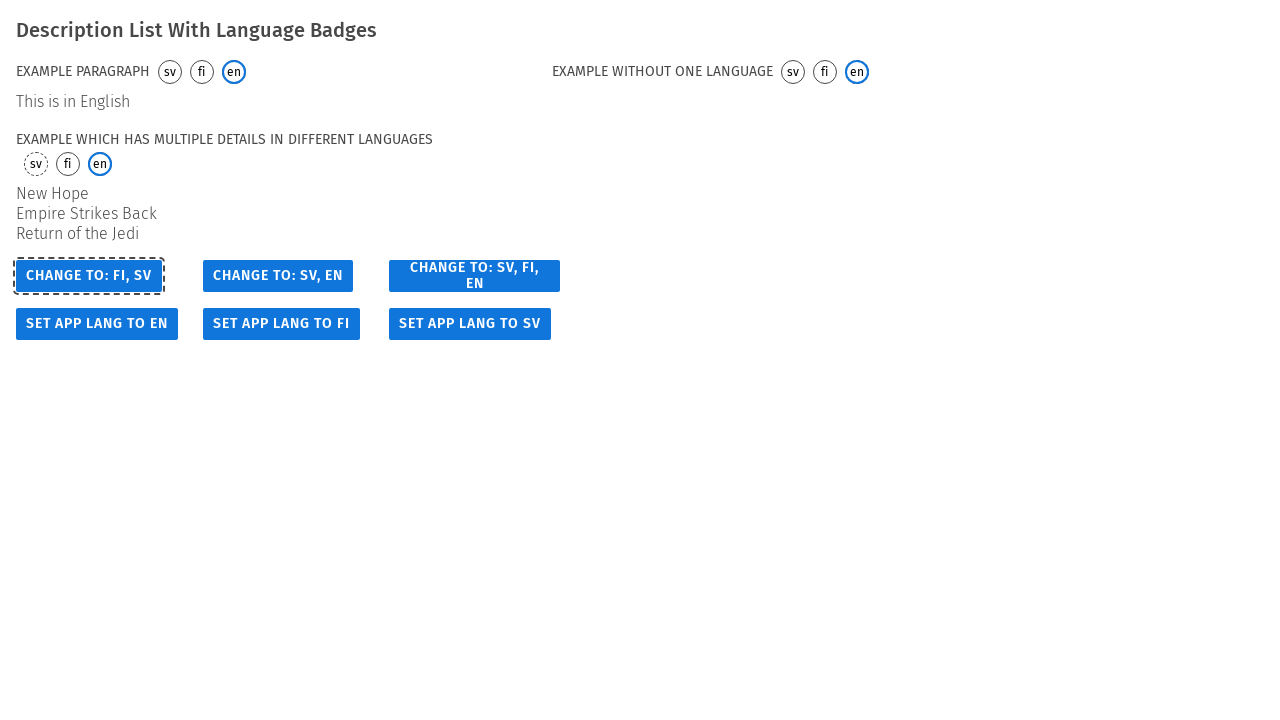 Description List With Language Badges
EXAMPLE PARAGRAPH sv fi en
EXAMPLE WITHOUT ONE LANGUAGE sv fi en
This is in English
EXAMPLE WHICH HAS MULTIPLE DETAILS IN DIFFERENT LANGUAGES
sv fi en
New Hope
Empire Strikes Back
Return of the Jedi
CHANGE TO: FI, SV
CHANGE TO: SV, EN
CHANGE TO: SV, FI,
EN
SET APP LANG TO EN
SET APP LANG TO FI
SET APP LANG TO SV